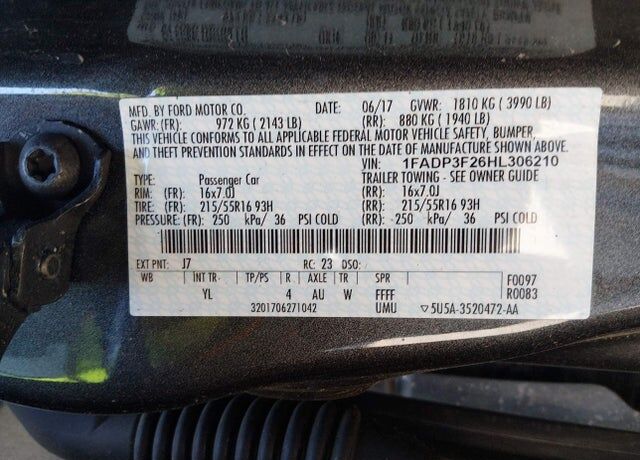 MFD. BY FORD MOTOR CO. DATE: 06/17 GVWR: 1810 KG ( 3990 LB)
GAWR: (FR): 972 KG ( 2143 LB) (RR): 880 KG ( 1940 LB)
THIS VEHICLE CONFORMS TO ALL APPLICABLE FEDERAL MOTOR VEHICLE SAFETY, BUMPER,
AND THEFT PREVENTION STANDARDS IN EFFECT ON THE DATE OF MANUFACTURE SHOWN ABOVE.
VIN: 1FADP3F26HL306210
TYPE: Passenger Car TRAILER TOWING - SEE OWNER GUIDE
RIM: (FR): 16x7.0J (RR): 16x7.0J
TIRE: (FR): 215/55R16 93H (RR): 215/55R16 93H
PRESSURE: (FR): 250 kPa/ 36 PSI COLD (RR): 250 kPa/ 36 PSI COLD
EXT PNT: J7 RC: 23 DSO:
WB INT TR TP/PS R AXLE TR SPR F0097
YL 4 AU W FFFF R0083
3201706271042 UMU ▽5U5A-3520472-AA